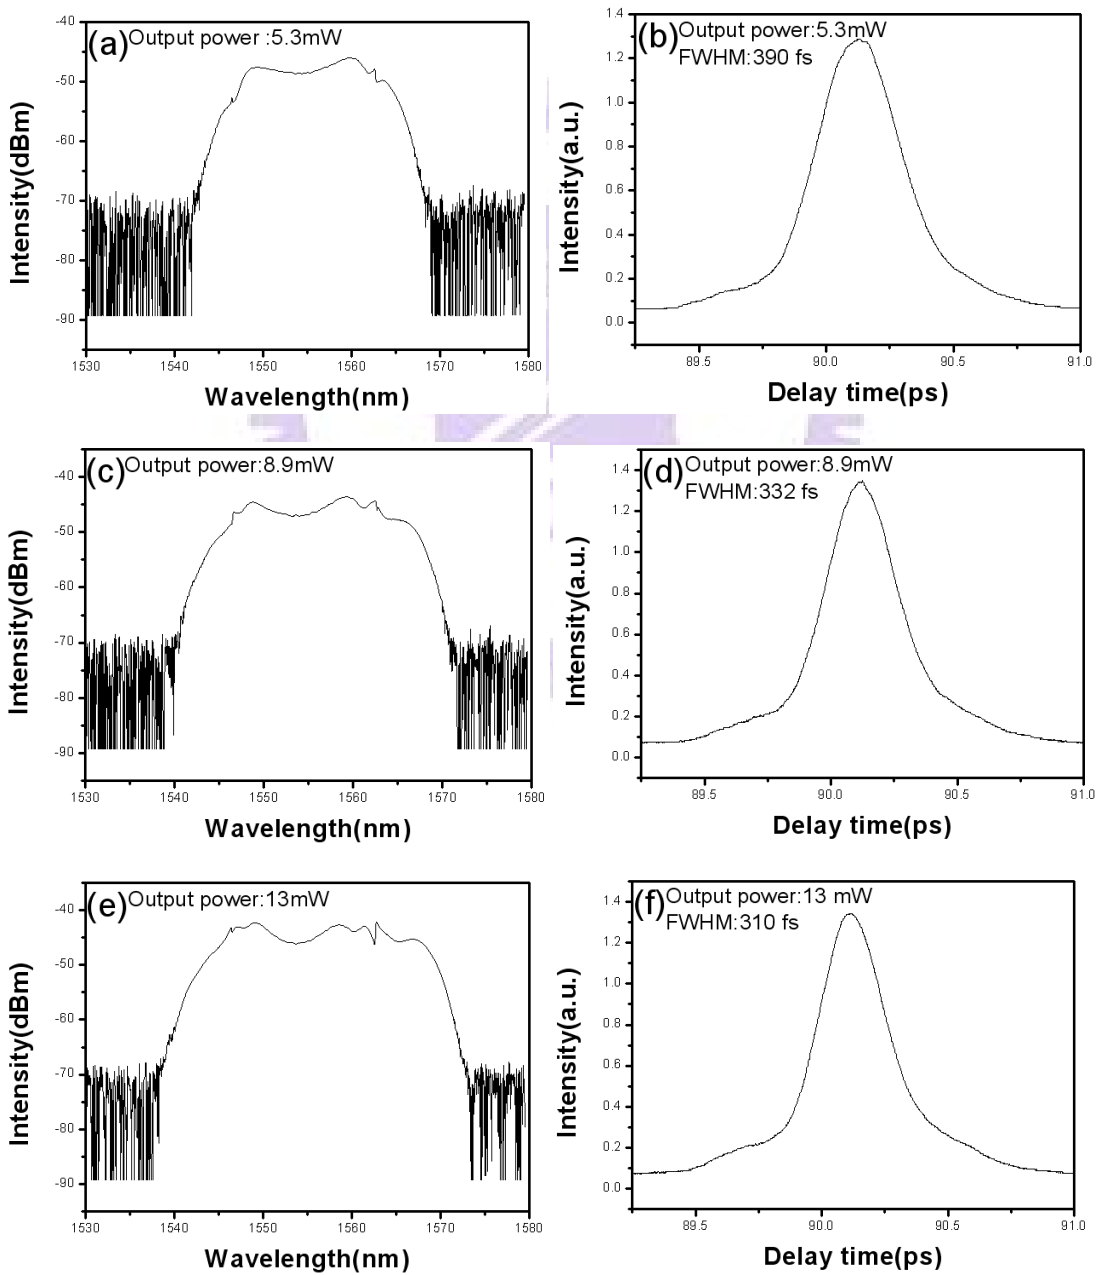 (a) Output power :5.3mW
-40
-50
-60
-70
-80
-90
Intensity(dBm)
1530 1540 1550 1560 1570 1580
Wavelength(nm)
(b) Output power:5.3mW
FWHM:390 fs
1.4
1.2
1.0
0.8
0.6
0.4
0.2
0.0
Intensity(a.u.)
89.5 90.0 90.5 91.0
Delay time(ps)
(c) Output power:8.9mW
-40
-50
-60
-70
-80
-90
Intensity(dBm)
1530 1540 1550 1560 1570 1580
Wavelength(nm)
(d) Output power:8.9mW
FWHM:332 fs
1.4
1.2
1.0
0.8
0.6
0.4
0.2
0.0
Intensity(a.u.)
89.5 90.0 90.5 91.0
Delay time(ps)
(e) Output power:13mW
-40
-50
-60
-70
-80
-90
Intensity(dBm)
1530 1540 1550 1560 1570 1580
Wavelength(nm)
(f) Output power:13 mW
FWHM:310 fs
1.4
1.2
1.0
0.8
0.6
0.4
0.2
0.0
Intensity(a.u.)
89.5 90.0 90.5 91.0
Delay time(ps)